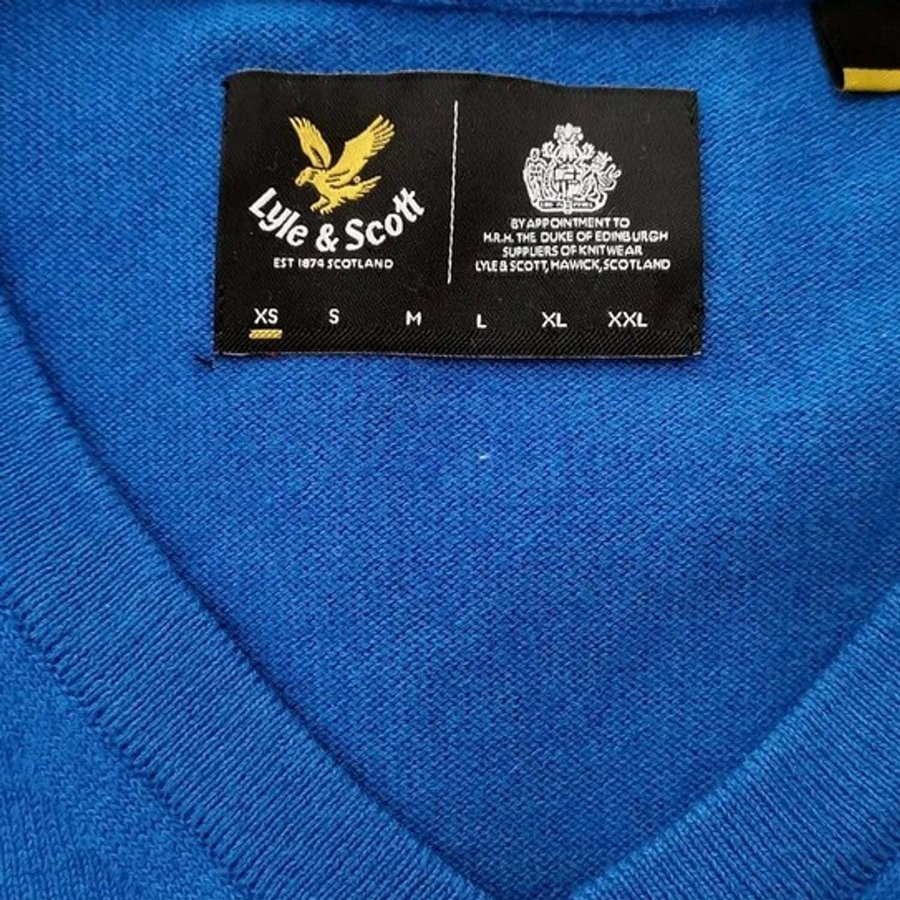 Lyle & Scott
EST 1874 SCOTLAND
BY APPOINTMENT TO
H.R.H. THE DUKE OF EDINBURGH
SUPPLIERS OF KNITWEAR
LYLE & SCOTT, HAWICK, SCOTLAND
XS S M L XL XXL